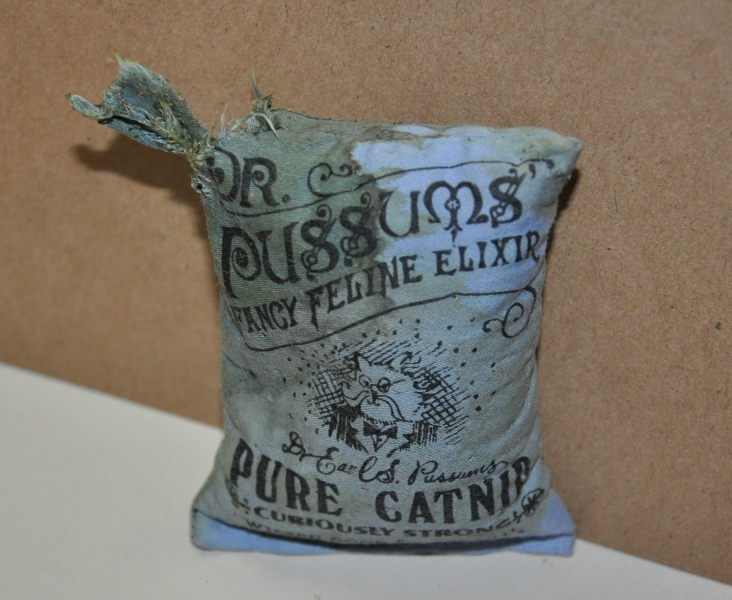 DR.
PUSSUMS'
FANCY FELINE ELIXIR
Dr Earl S. Pussums
PURE CATNIP
CURIOUSLY STRONG